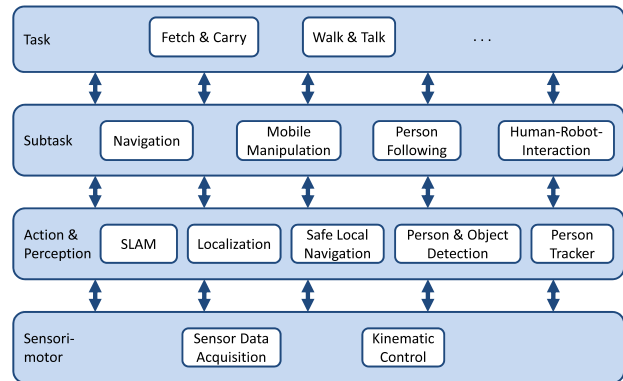 Task
Fetch & Carry
Walk & Talk
. . .
Subtask
Navigation
Mobile
Manipulation
Person
Following
Human-Robot-
Interaction
Action &
Perception
SLAM
Localization
Safe Local
Navigation
Person & Object
Detection
Person
Tracker
Sensori-
motor
Sensor Data
Acquisition
Kinematic
Control